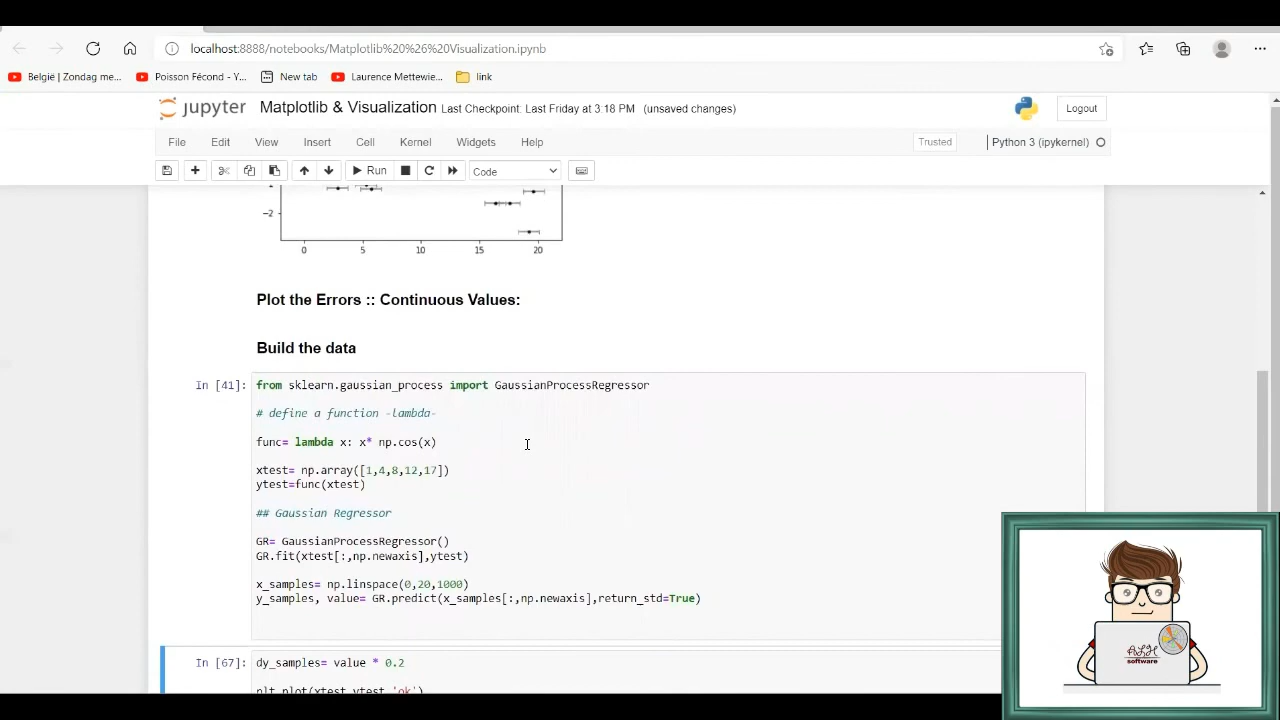 localhost:8888/notebooks/Matplotlib%20%26%20Visualization.ipynb
België | Zondag me... Poisson Fécond - Y... New tab Laurence Mettewie... link
jupyter Matplotlib & Visualization Last Checkpoint: Last Friday at 3:18 PM (unsaved changes) Logout
File Edit View Insert Cell Kernel Widgets Help Trusted Python 3 (ipykernel)
Run Code
−2
0 5 10 15 20
Plot the Errors :: Continuous Values:
Build the data
In [41]: from sklearn.gaussian_process import GaussianProcessRegressor
# define a function -lambda-
func= lambda x: x* np.cos(x)
xtest= np.array([1,4,8,12,17])
ytest=func(xtest)
## Gaussian Regressor
GR= GaussianProcessRegressor()
GR.fit(xtest[:,np.newaxis],ytest)
x_samples= np.linspace(0,20,1000)
y_samples, value= GR.predict(x_samples[:,np.newaxis],return_std=True)
In [67]: dy_samples= value * 0.2
plt.plot(xtest,ytest,'ok')
ALH
software